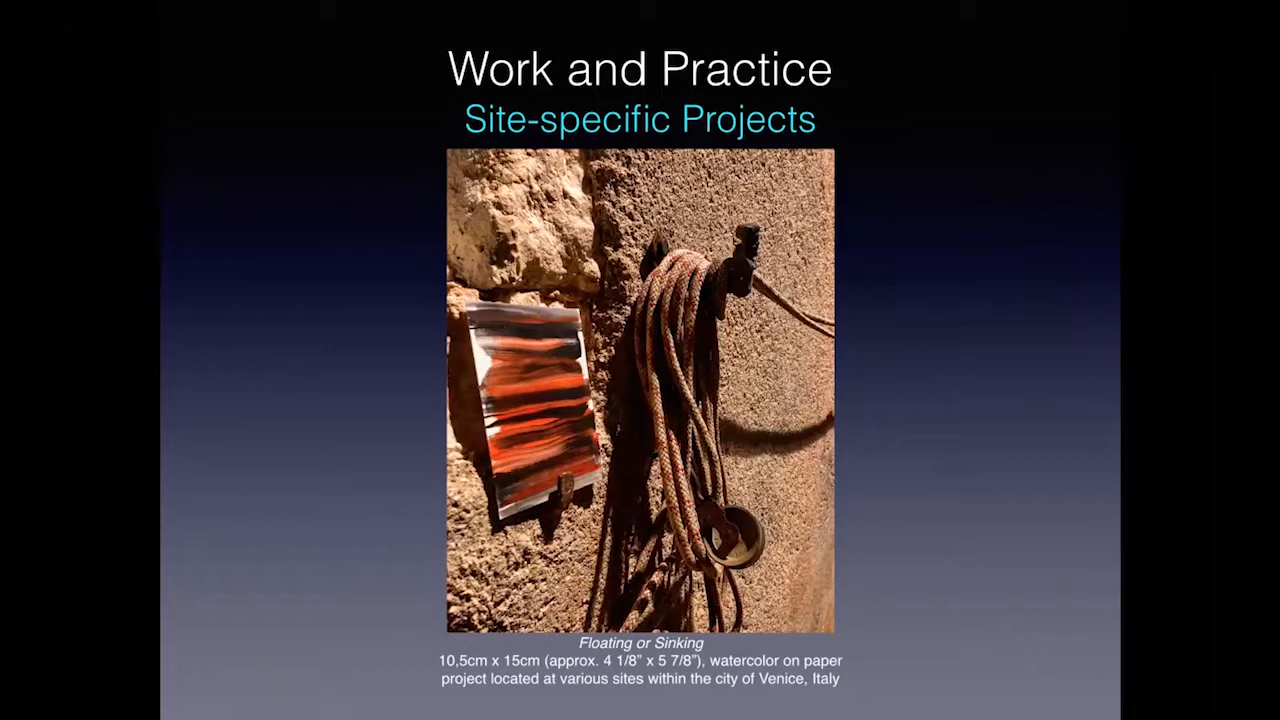 Work and Practice
Site-specific Projects
Floating or Sinking
10,5cm x 15cm (approx. 4 1/8” x 5 7/8”), watercolor on paper
project located at various sites within the city of Venice, Italy